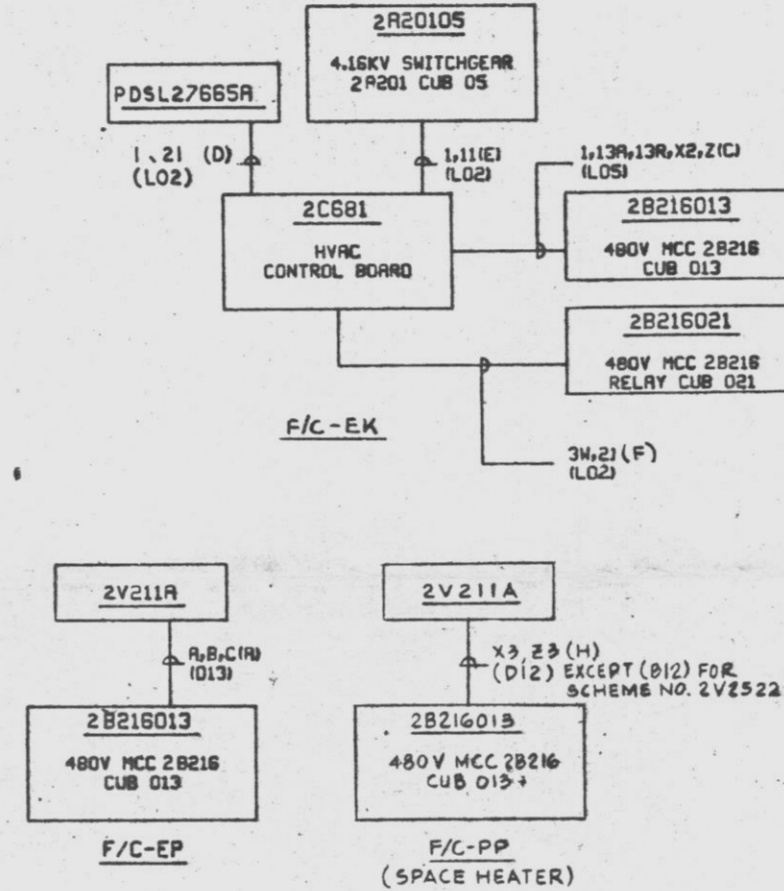 2A20105
4.16KV SWITCHGEAR
2A201 CUB 05
PDSL27665A
1,21 (D)
(L02)
1,11(E)
(L02)
1,13A,13R,X2,Z(C)
(L05)
2C681
HVAC
CONTROL BOARD
2B216013
480V MCC 2B216
CUB 013
2B216021
480V MCC 2B216
RELAY CUB 021
F/C-EK
3W,21(F)
(L02)
2V211A
A,B,C(A)
(D13)
2B216013
480V MCC 2B216
CUB 013
F/C-EP
2V211A
X3, Z3 (H)
(D12) EXCEPT (B12) FOR
SCHEME NO. 2V2522
2B216013
480V MCC 2B216
CUB 013+
F/C-PP
(SPACE HEATER)